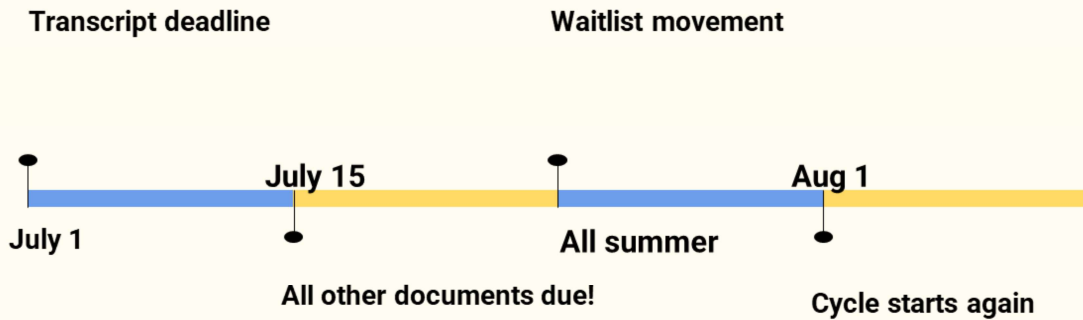 Transcript deadline
Waitlist movement
July 15
Aug 1
July 1
All summer
All other documents due!
Cycle starts again